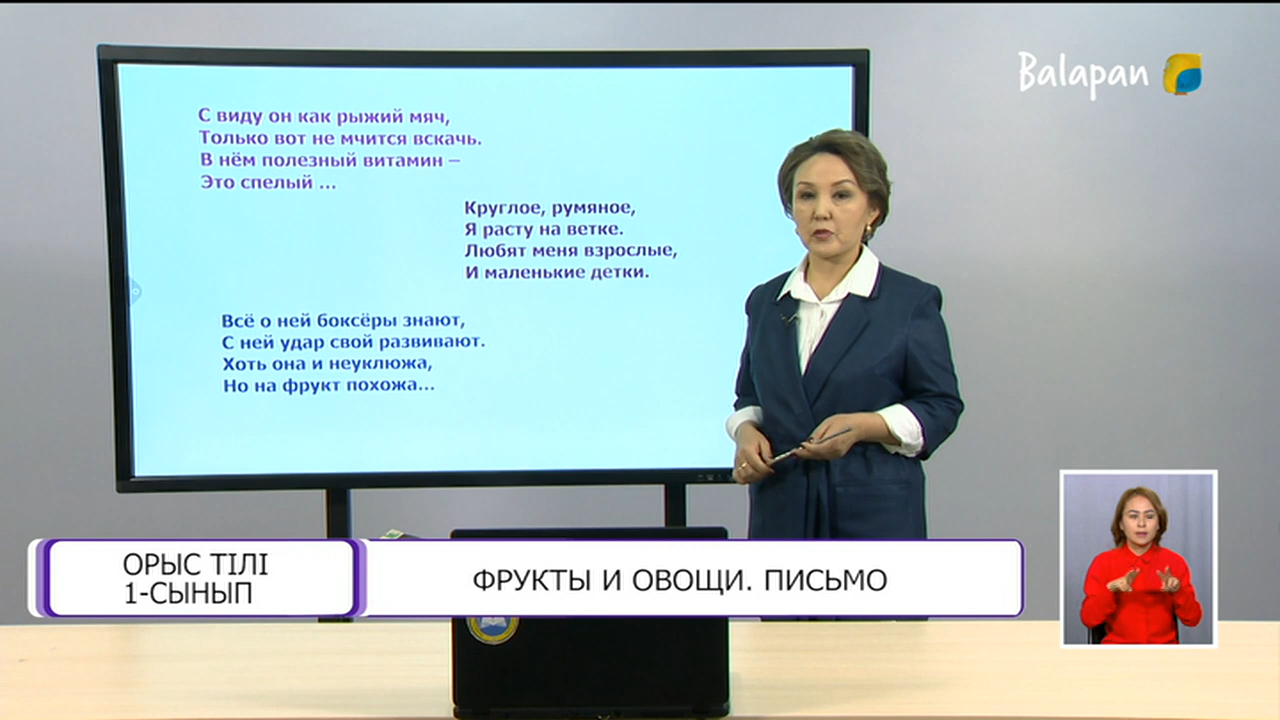 Balapan
С виду он как рыжий мяч,
Только вот не мчится вскачь.
В нём полезный витамин –
Это спелый ...
Круглое, румяное,
Я расту на ветке.
Любят меня взрослые,
И маленькие детки.
Всё о ней боксёры знают,
С ней удар свой развивают.
Хоть она и неуклюжа,
Но на фрукт похожа...
ОРЫС ТІЛІ
1-СЫНЫП
ФРУКТЫ И ОВОЩИ. ПИСЬМО